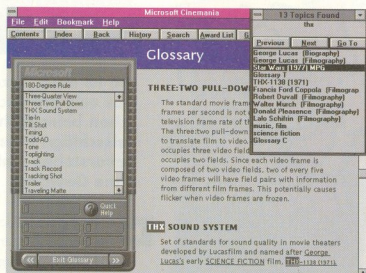 Microsoft Cinemania
File Edit Bookmark Help
Contents Index Back History Search Award List
Glossary
Microsoft
180-Degree Rule
Three-Quarter View
Three Two Pull-Down
THX Sound System
Tie-In
Tilt Shot
Timing
Todd-AO
Tone
Toplighting
Track
Track Record
Tracking Shot
Trailer
Traveling Matte
Quick
Help
Exit Glossary
THREE:TWO PULL-DOW
The standard movie fram
frames per second is not
television frame rate of th
The three:two pull-down
to translate film to video.
occupies three video field
occupies two fields. Since each video frame is
composed of two video fields, two of every five
video frames will have field pairs with information
from different film frames. This potentially causes
flicker when video frames are frozen.
THX SOUND SYSTEM
Set of standards for sound quality in movie theaters
developed by Lucasfilm and named after George
Lucas's early SCIENCE FICTION film, THX-1138 (1971).
13 Topics Found
thx
Previous Next Go To
George Lucas (Biography)
George Lucas (Filmography)
Star Wars (1977) MPG
Glossary T
THX-1138 (1971)
Francis Ford Coppola (Filmograp
Robert Duvall (Filmography)
Walter Murch (Filmography)
Donald Pleasence (Filmography)
Lalo Schifrin (Filmography)
music, film
science fiction
Glossary C